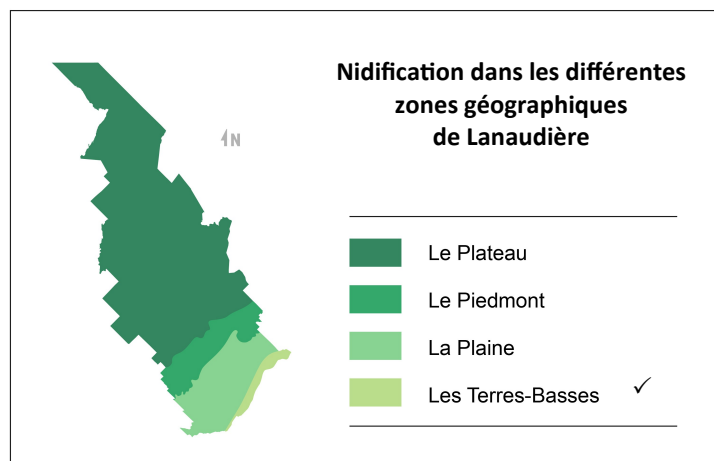 Nidification dans les différentes
zones géographiques
de Lanaudière
N
Le Plateau
Le Piedmont
La Plaine
Les Terres-Basses ✓